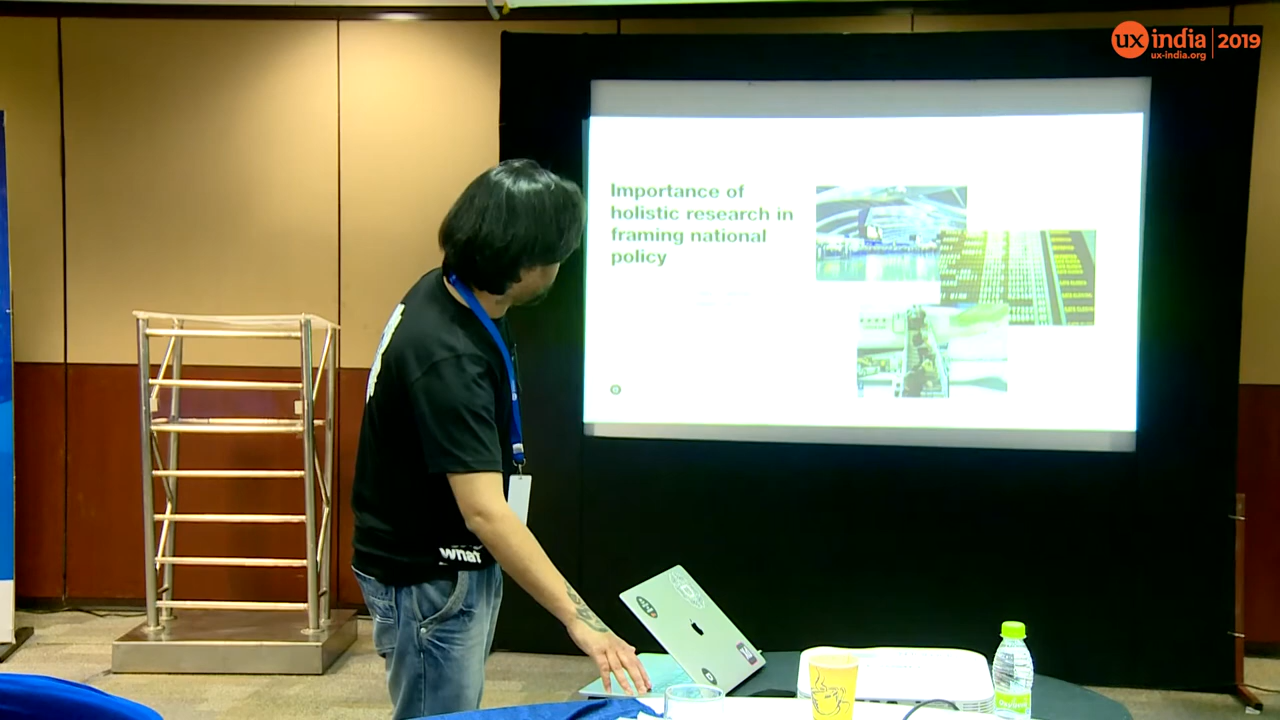 ux india 2019
ux-india.org
Importance of
holistic research in
framing national
policy
what